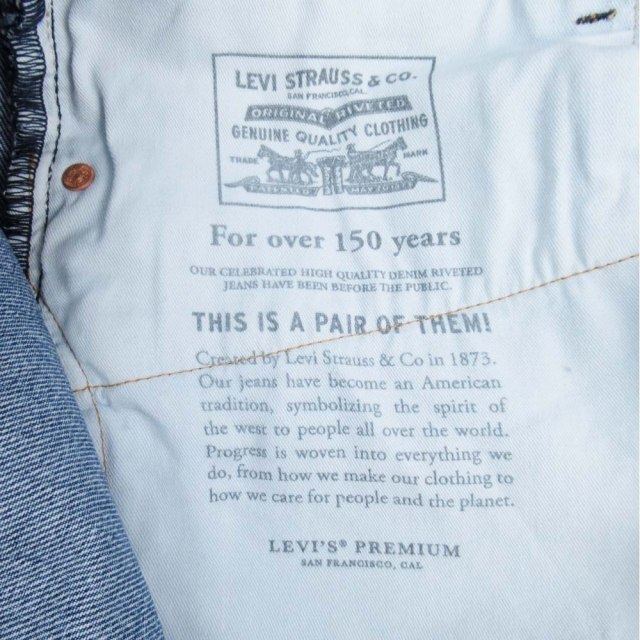 LEVI STRAUSS & CO.
SAN FRANCISCO, CAL.
ORIGINAL RIVETED
GENUINE QUALITY CLOTHING
TRADE MARK
For over 150 years
OUR CELEBRATED HIGH QUALITY DENIM RIVETED
JEANS HAVE BEEN BEFORE THE PUBLIC.
THIS IS A PAIR OF THEM!
Created by Levi Strauss & Co in 1873.
Our jeans have become an American
tradition, symbolizing the spirit of
the west to people all over the world.
Progress is woven into everything we
do, from how we make our clothing to
how we care for people and the planet.
LEVI'S® PREMIUM
SAN FRANCISCO, CAL